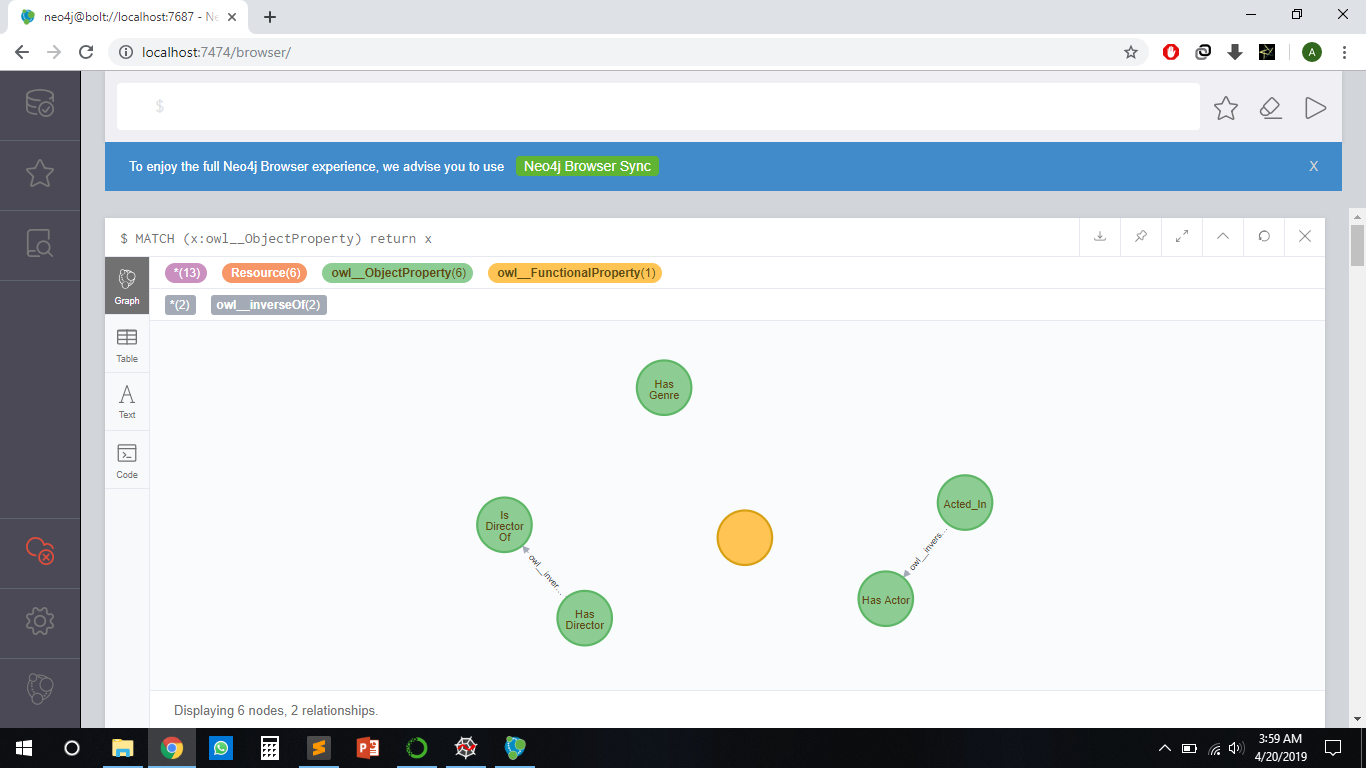 neo4j@bolt://localhost:7687 - Ne
localhost:7474/browser/
A
$
To enjoy the full Neo4j Browser experience, we advise you to use Neo4j Browser Sync X
$ MATCH (x:owl__ObjectProperty) return x
*(13) Resource(6) owl__ObjectProperty(6) owl__FunctionalProperty(1)
*(2) owl__inverseOf(2)
Graph
Table
A
Text
Code
Has
Genre
Is
Director
Of
owl__inver...
Has
Director
Acted_In
owl__invers...
Has Actor
Displaying 6 nodes, 2 relationships.
3:59 AM
4/20/2019